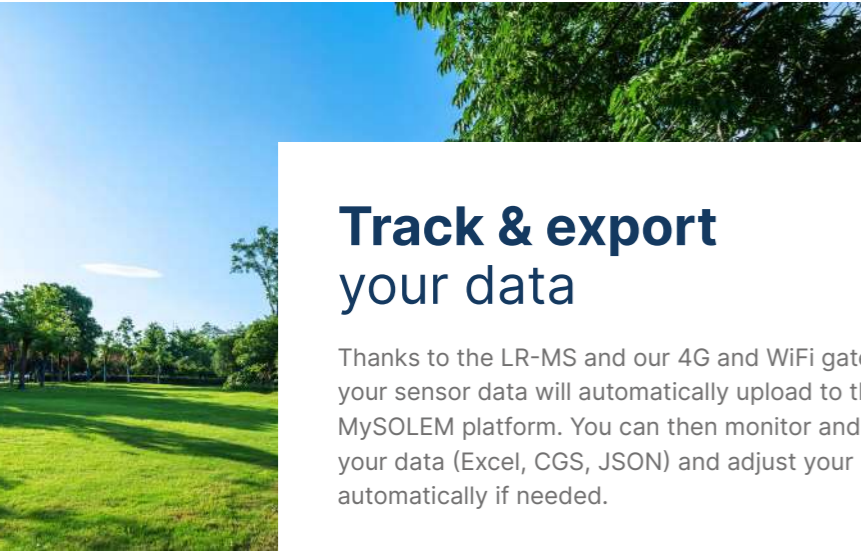 Track & export
your data
Thanks to the LR-MS and our 4G and WiFi
your sensor data will automatically upload to
MySOLEM platform. You can then monitor and
your data (Excel, CGS, JSON) and adjust your
automatically if needed.